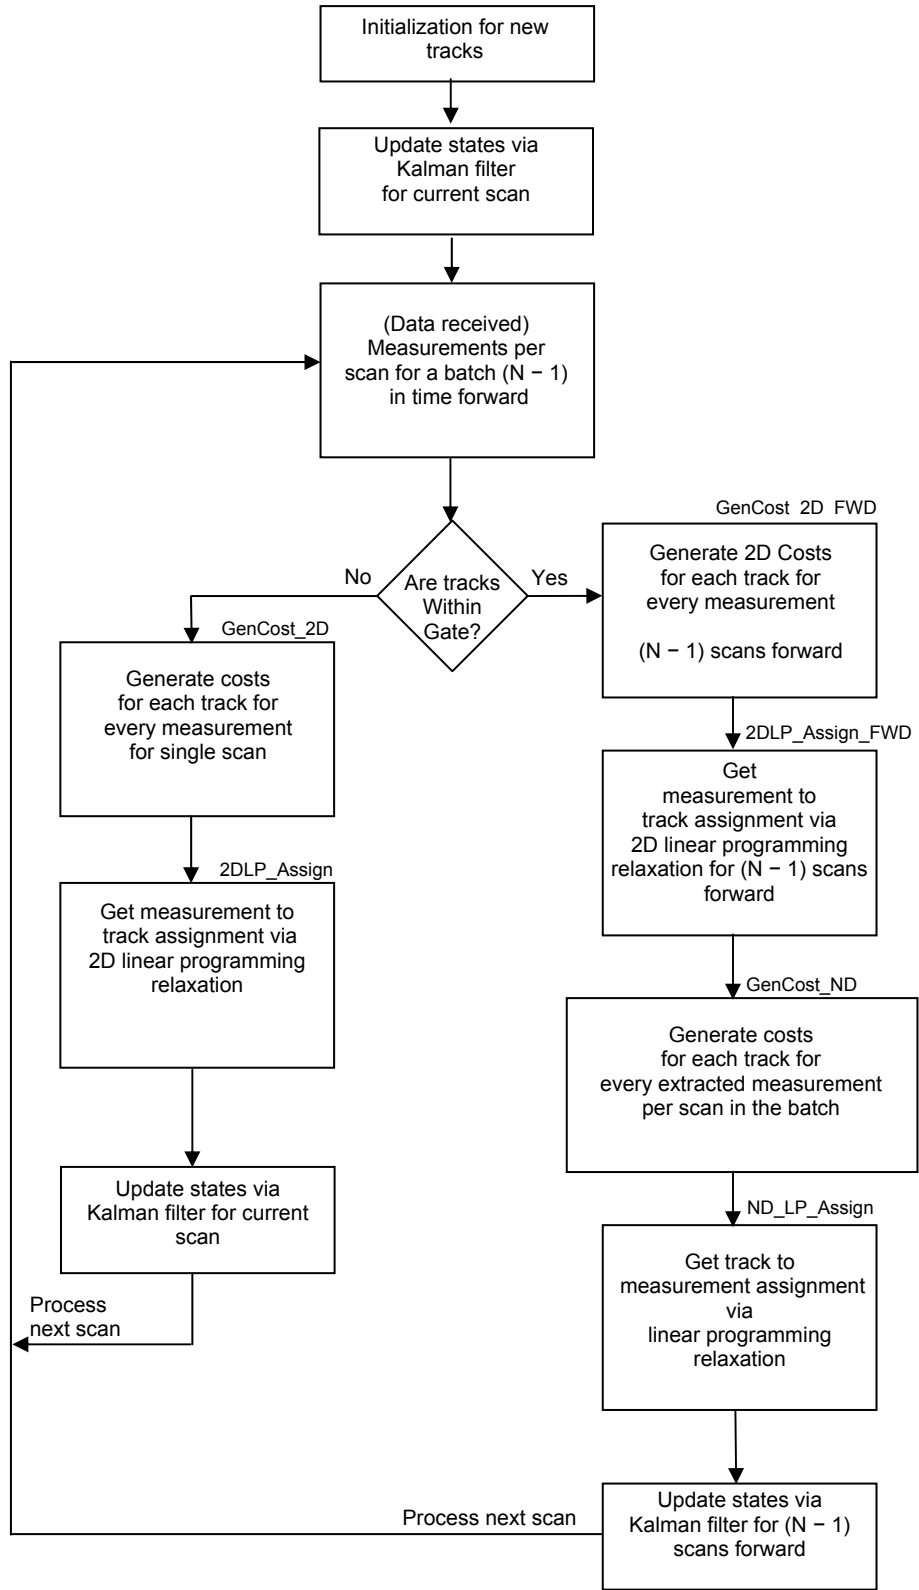 Initialization for new
tracks
Update states via
Kalman filter
for current scan
(Data received)
Measurements per
scan for a batch (N − 1)
in time forward
Are tracks
Within
Gate?
No
Yes
GenCost_2D
Generate costs
for each track for
every measurement
for single scan
2DLP_Assign
Get measurement to
track assignment via
2D linear programming
relaxation
Update states via
Kalman filter for current
scan
Process
next scan
GenCost 2D FWD
Generate 2D Costs
for each track for
every measurement
(N − 1) scans forward
2DLP_Assign_FWD
Get
measurement to
track assignment via
2D linear programming
relaxation for (N − 1) scans
forward
GenCost_ND
Generate costs
for each track for
every extracted measurement
per scan in the batch
ND_LP_Assign
Get track to
measurement assignment
via
linear programming
relaxation
Update states via
Kalman filter for (N − 1)
scans forward
Process next scan